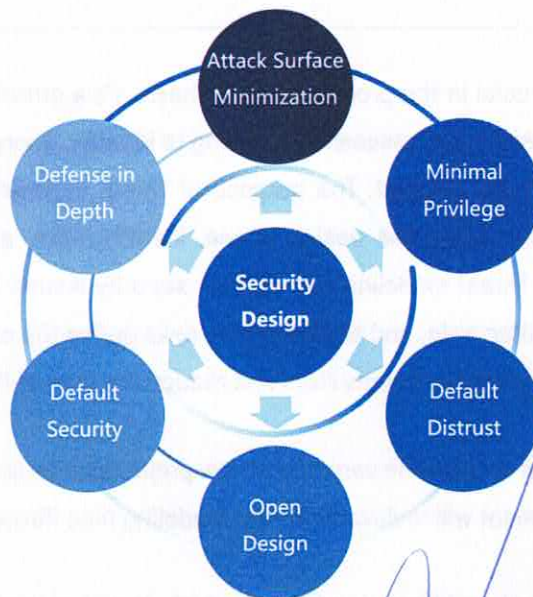 Attack Surface
Minimization
Defense in
Depth
Minimal
Privilege
Security
Design
Default
Security
Default
Distrust
Open
Design